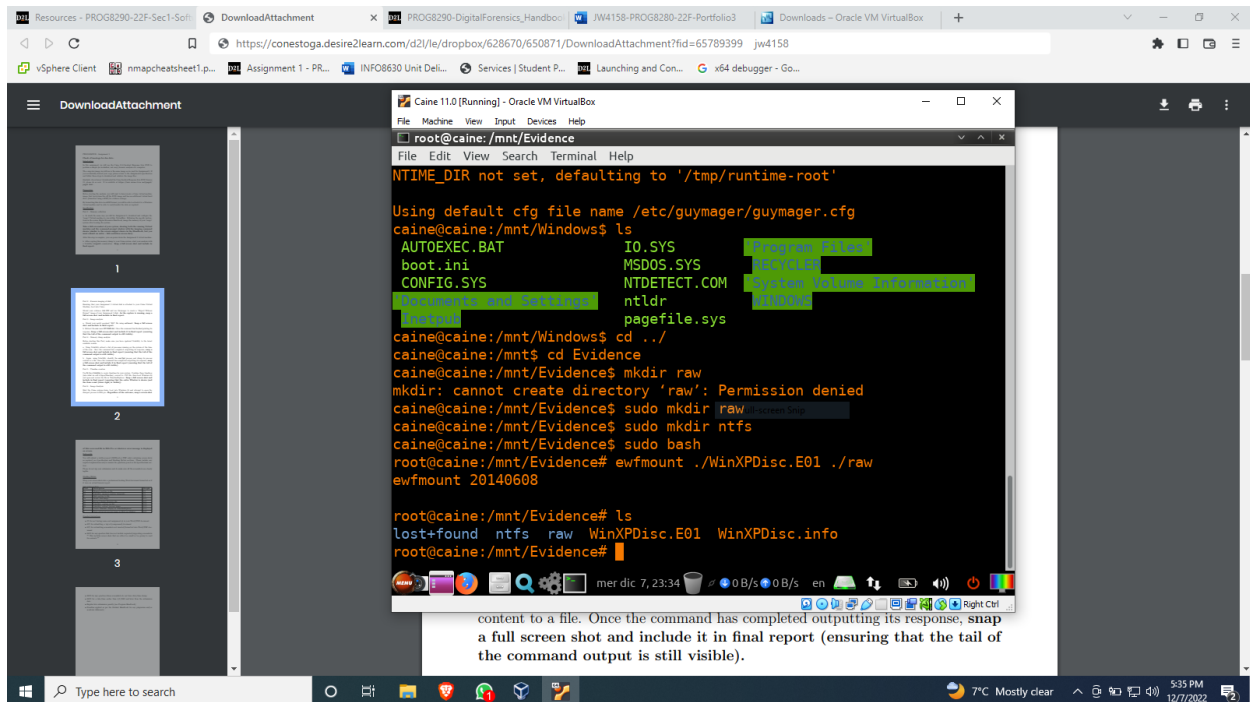 Resources - PROG8290-22F-Sec1-Soft
DownloadAttachment
PROG8290-DigitalForensics_Handboo
JW4158-PROG8280-22F-Portfolio3
Downloads – Oracle VM VirtualBox
https://conestoga.desire2learn.com/d2l/le/dropbox/628670/650871/DownloadAttachment?fid=65789399 jw4158
vSphere Client
nmapcheatsheet1.p...
Assignment 1 - PR...
INFO8630 Unit Deli...
Services | Student P...
Launching and Con...
x64 debugger - Go...
DownloadAttachment
1
2
3
Caine 11.0 [Running] - Oracle VM VirtualBox
File Machine View Input Devices Help
root@caine: /mnt/Evidence
File Edit View Search Terminal Help
NTIME_DIR not set, defaulting to '/tmp/runtime-root'
Using default cfg file name /etc/guymager/guymager.cfg
caine@caine:/mnt/Windows$ ls
AUTOEXEC.BAT IO.SYS 'Program Files'
boot.ini MSDOS.SYS RECYCLER
CONFIG.SYS NTDETECT.COM 'System Volume Information'
'Documents and Settings' ntldr WINDOWS
Inetpub pagefile.sys
caine@caine:/mnt/Windows$ cd ../
caine@caine:/mnt$ cd Evidence
caine@caine:/mnt/Evidence$ mkdir raw
mkdir: cannot create directory ‘raw’: Permission denied
caine@caine:/mnt/Evidence$ sudo mkdir raw
caine@caine:/mnt/Evidence$ sudo mkdir ntfs
caine@caine:/mnt/Evidence$ sudo bash
root@caine:/mnt/Evidence# ewfmount ./WinXPDisc.E01 ./raw
ewfmount 20140608
root@caine:/mnt/Evidence# ls
lost+found ntfs raw WinXPDisc.E01 WinXPDisc.info
root@caine:/mnt/Evidence#
MENU
mer dic 7, 23:34
0 B/s 0 B/s en
Right Ctrl
content to a file. Once the command has completed outputting its response, snap
a full screen shot and include it in final report (ensuring that the tail of
the command output is still visible).
Type here to search
7°C Mostly clear
5:35 PM
12/7/2022